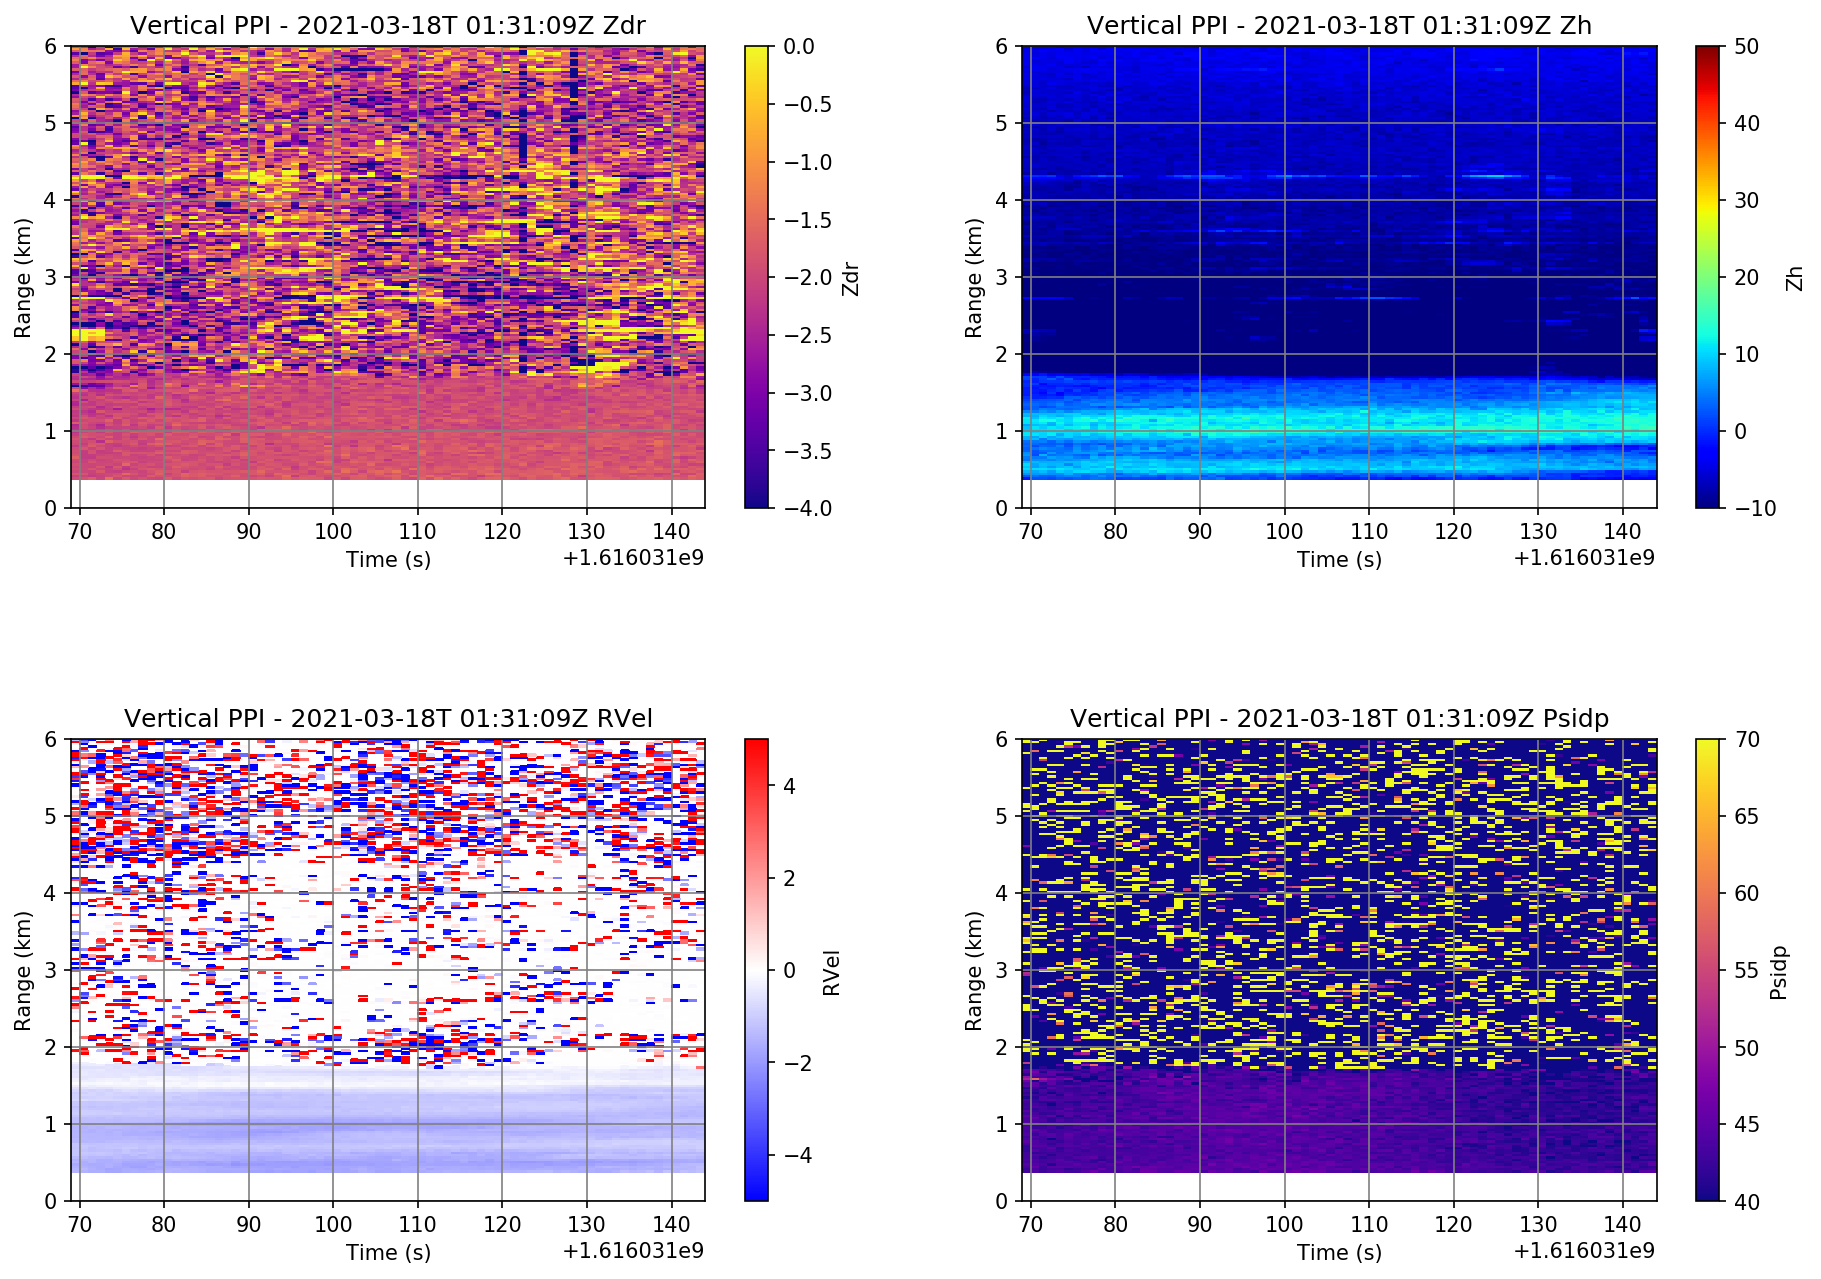 Vertical PPI - 2021-03-18T 01:31:09Z Zdr
6
5
4
3
2
1
0
Range (km)
70 80 90 100 110 120 130 140
Time (s)
+1.616031e9
0.0
−0.5
−1.0
−1.5
−2.0
−2.5
−3.0
−3.5
−4.0
Zdr
Vertical PPI - 2021-03-18T 01:31:09Z Zh
6
5
4
3
2
1
0
Range (km)
70 80 90 100 110 120 130 140
Time (s)
+1.616031e9
50
40
30
20
10
0
−10
Zh
Vertical PPI - 2021-03-18T 01:31:09Z RVel
6
5
4
3
2
1
0
Range (km)
70 80 90 100 110 120 130 140
Time (s)
+1.616031e9
4
2
0
−2
−4
RVel
Vertical PPI - 2021-03-18T 01:31:09Z Psidp
6
5
4
3
2
1
0
Range (km)
70 80 90 100 110 120 130 140
Time (s)
+1.616031e9
70
65
60
55
50
45
40
Psidp